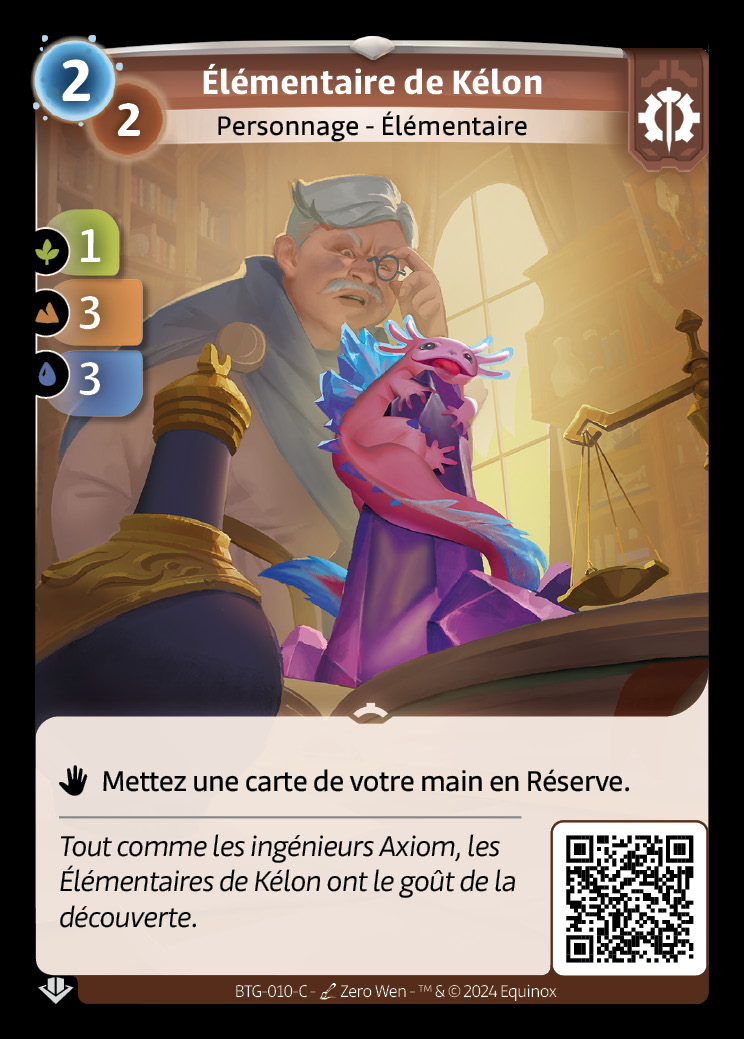 2
Élémentaire de Kélon
2
Personnage - Élémentaire
1
3
3
Mettez une carte de votre main en Réserve.
Tout comme les ingénieurs Axiom, les
Élémentaires de Kélon ont le goût de la
découverte.
BTG-010-C - Zero Wen - ™ & © 2024 Equinox